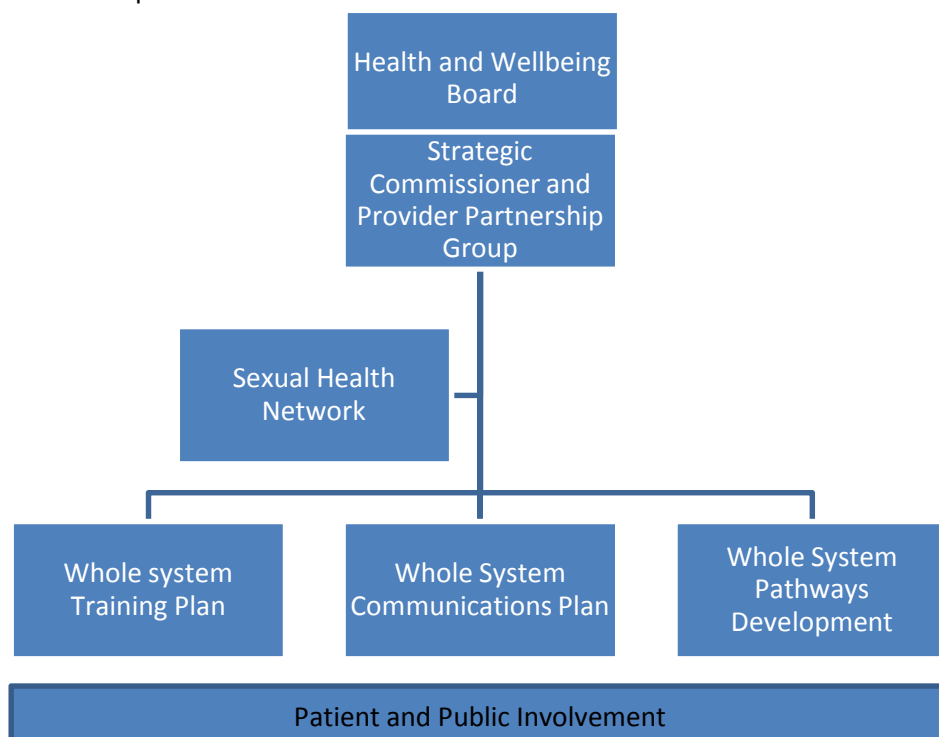 Health and Wellbeing
Board
Strategic
Commissioner and
Provider Partnership
Group
Sexual Health
Network
Whole system
Training Plan
Whole System
Communications Plan
Whole System
Pathways
Development
Patient and Public Involvement